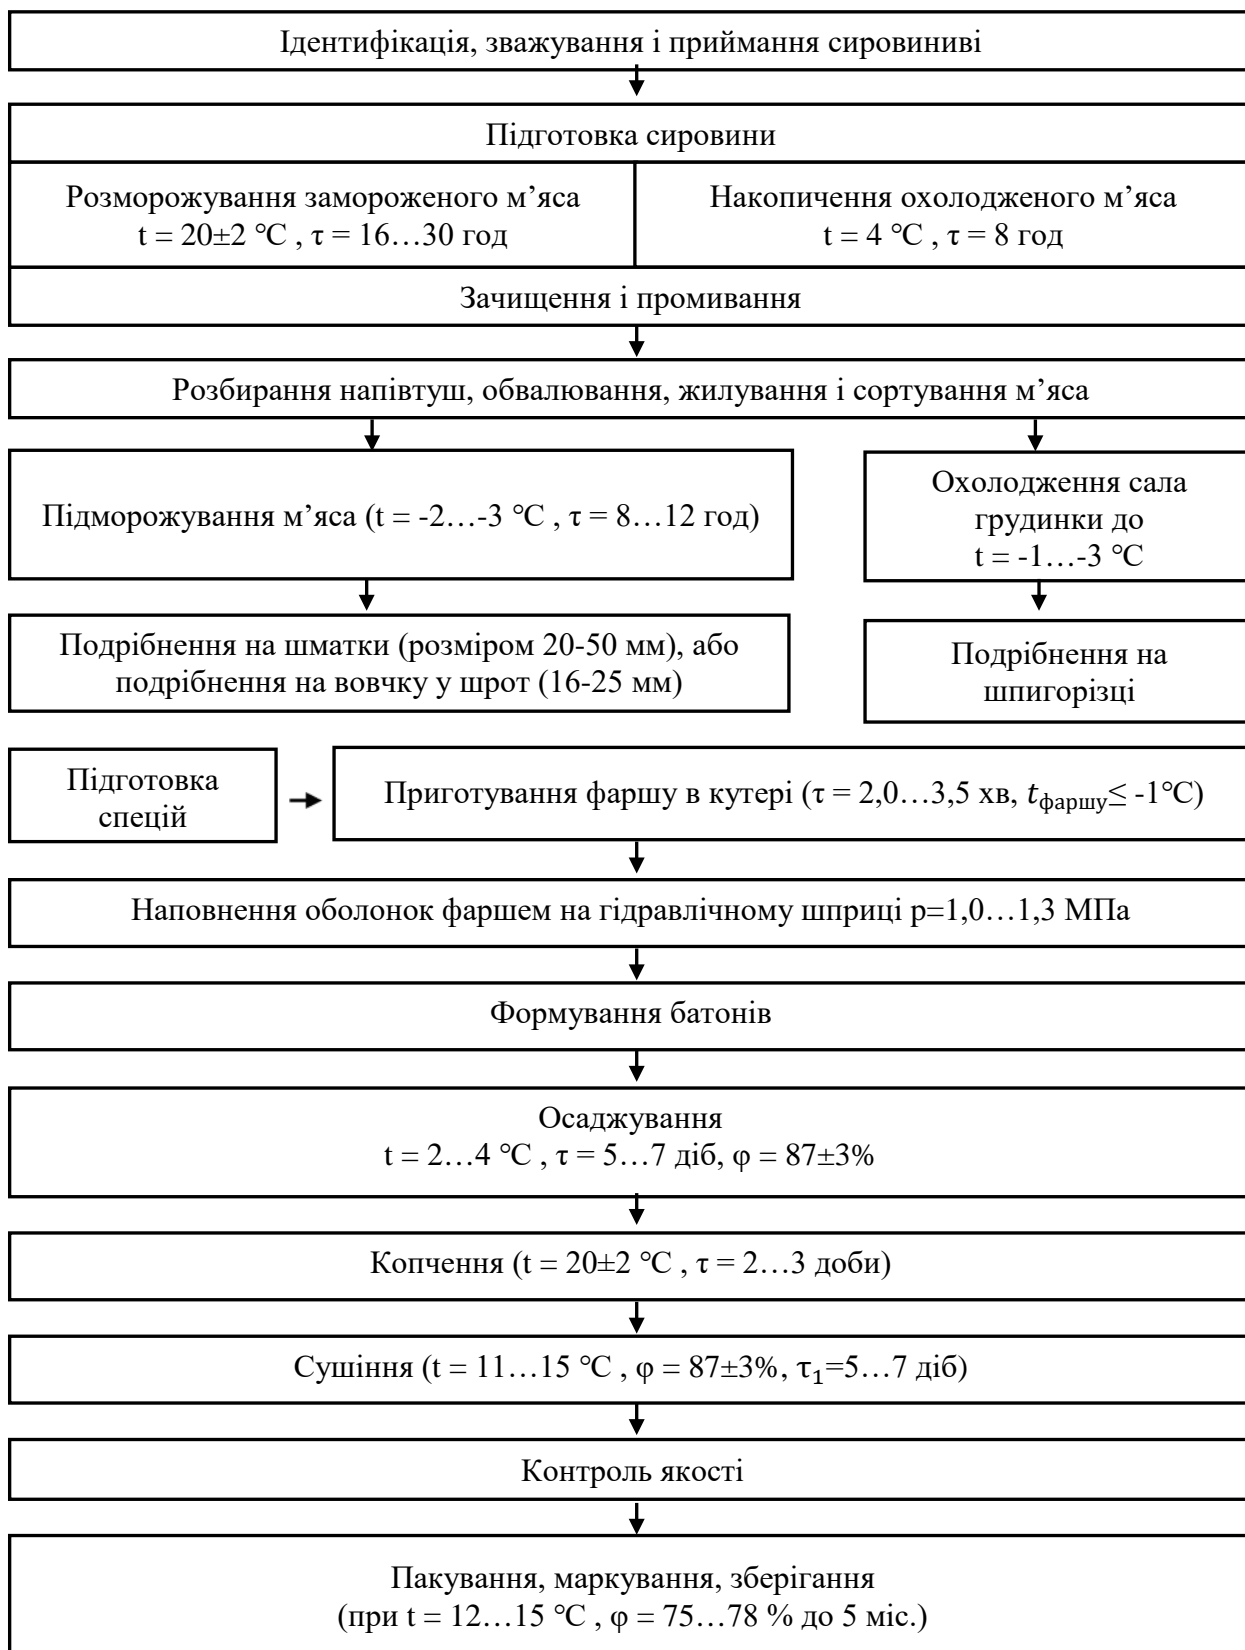 Ідентифікація, зважування і приймання сировиниві
Підготовка сировини
Розморожування замороженого м’яса
t = 20±2 ℃ , τ = 16…30 год
Накопичення охолодженого м’яса
t = 4 ℃ , τ = 8 год
Зачищення і промивання
Розбирання напівтуш, обвалювання, жилування і сортування м’яса
Підморожування м’яса (t = -2…-3 ℃ , τ = 8…12 год)
Охолодження сала
грудинки до
t = -1…-3 ℃
Подрібнення на шматки (розміром 20-50 мм), або
подрібнення на вовчку у шрот (16-25 мм)
Подрібнення на
шпигорізці
Підготовка
спецій
Приготування фаршу в кутері (τ = 2,0…3,5 хв, tфаршу≤ -1℃)
Наповнення оболонок фаршем на гідравлічному шприці p=1,0…1,3 МПа
Формування батонів
Осаджування
t = 2…4 ℃ , τ = 5…7 діб, φ = 87±3%
Копчення (t = 20±2 ℃ , τ = 2…3 доби)
Сушіння (t = 11…15 ℃ , φ = 87±3%, τ₁=5…7 діб)
Контроль якості
Пакування, маркування, зберігання
(при t = 12…15 ℃ , φ = 75…78 % до 5 міс.)